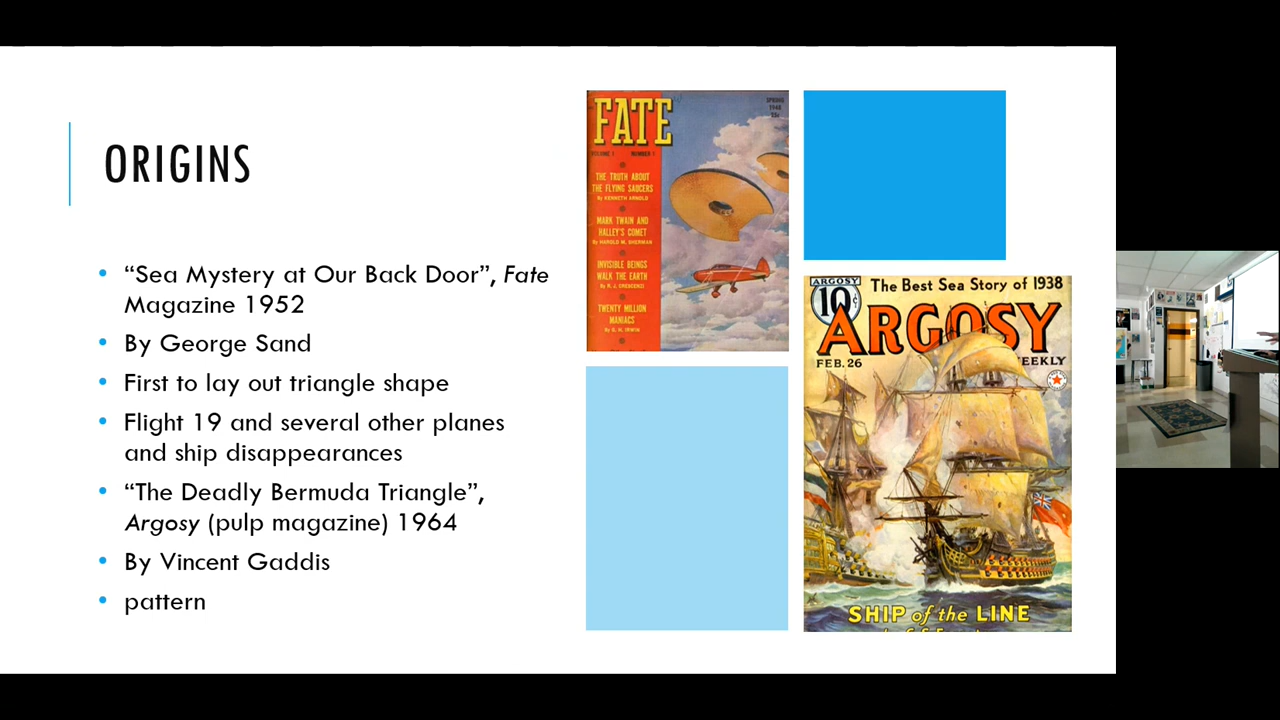 ORIGINS
“Sea Mystery at Our Back Door”, Fate
Magazine 1952
By George Sand
First to lay out triangle shape
Flight 19 and several other planes
and ship disappearances
“The Deadly Bermuda Triangle”,
Argosy (pulp magazine) 1964
By Vincent Gaddis
pattern
FATE
SPRING
1948
VOLUME 1 NUMBER 1
THE TRUTH ABOUT
THE FLYING SAUCERS
By KENNETH ARNOLD
MARK TWAIN AND
HALLEY'S COMET
By HAROLD M. SHERMAN
INVISIBLE BEINGS
WALK THE EARTH
TWENTY MILLION
MANIACS
ARGOSY
10¢
The Best Sea Story of 1938
ARGOSY
WEEKLY
FEB. 26
SHIP of the LINE